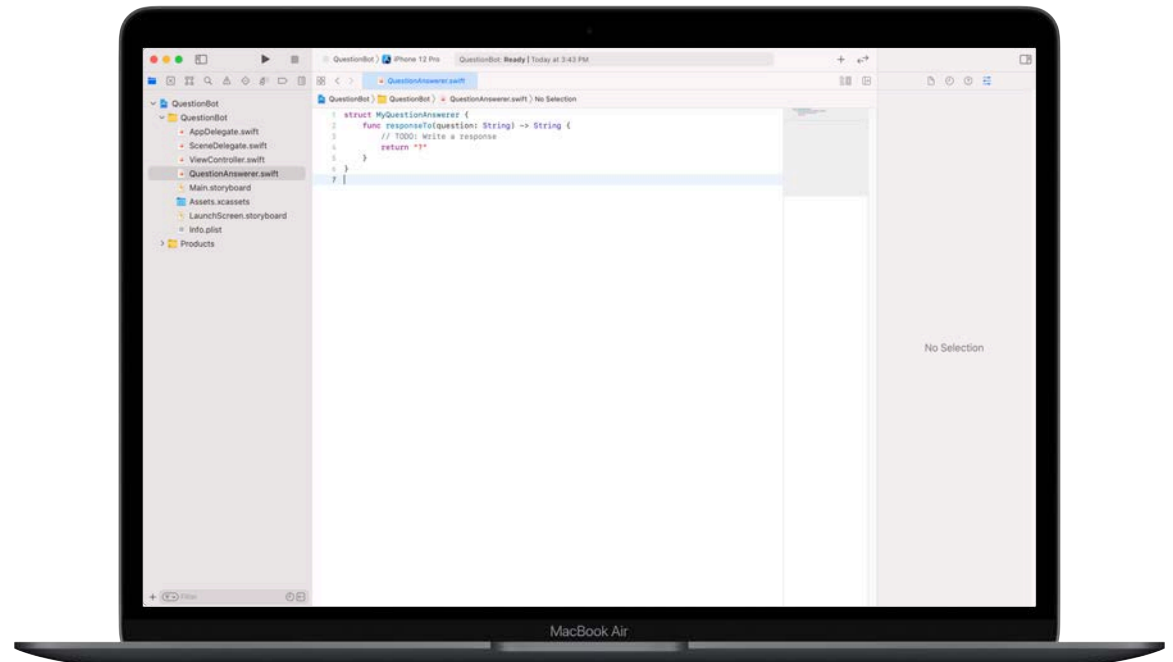 QuestionBot
iPhone 12 Pro
QuestionBot: Ready | Today at 3:43 PM
QuestionAnswerer.swift
QuestionBot
QuestionBot
QuestionAnswerer.swift
No Selection
QuestionBot
QuestionBot
AppDelegate.swift
SceneDelegate.swift
ViewController.swift
QuestionAnswerer.swift
Main.storyboard
Assets.xcassets
LaunchScreen.storyboard
Info.plist
Products
1 struct MyQuestionAnswerer {
2 func responseTo(question: String) -> String {
3 // TODO: Write a response
4 return "?"
5 }
6 }
7
No Selection
Filter
MacBook Air